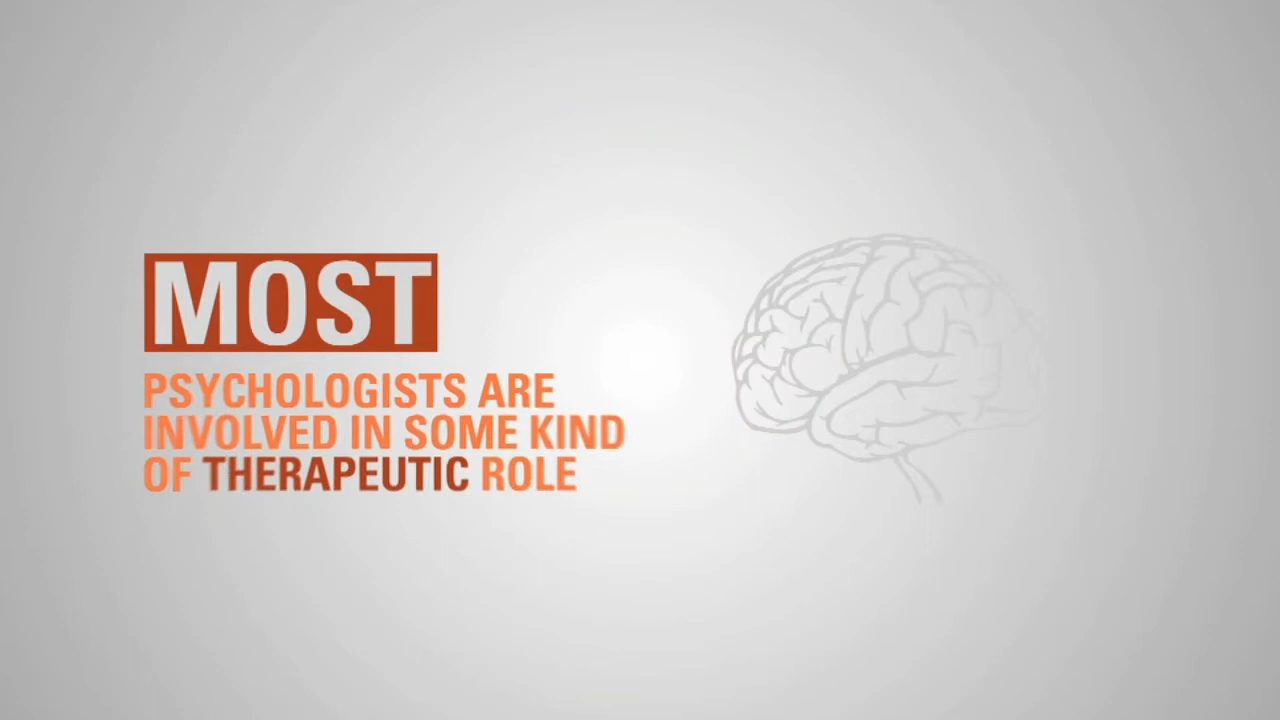 MOST
PSYCHOLOGISTS ARE
INVOLVED IN SOME KIND
OF THERAPEUTIC ROLE